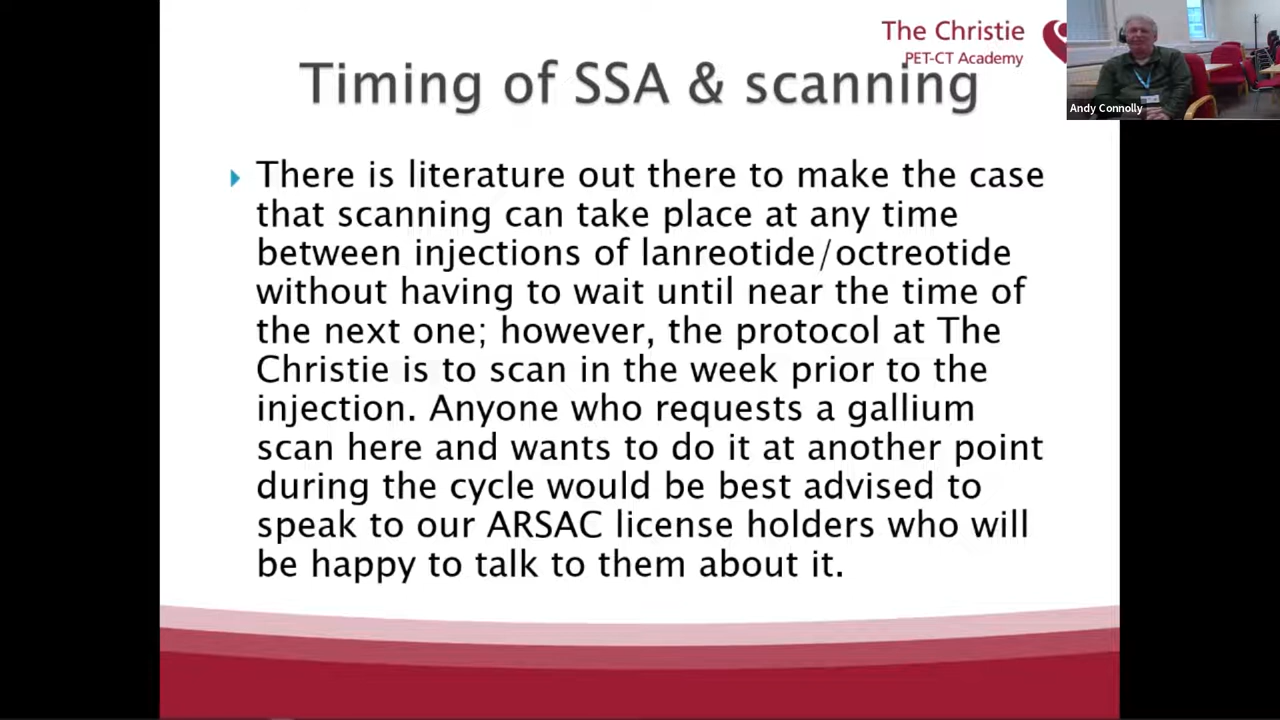 The Christie
PET-CT Academy
Andy Connolly
Timing of SSA & scanning
There is literature out there to make the case
that scanning can take place at any time
between injections of lanreotide/octreotide
without having to wait until near the time of
the next one; however, the protocol at The
Christie is to scan in the week prior to the
injection. Anyone who requests a gallium
scan here and wants to do it at another point
during the cycle would be best advised to
speak to our ARSAC license holders who will
be happy to talk to them about it.